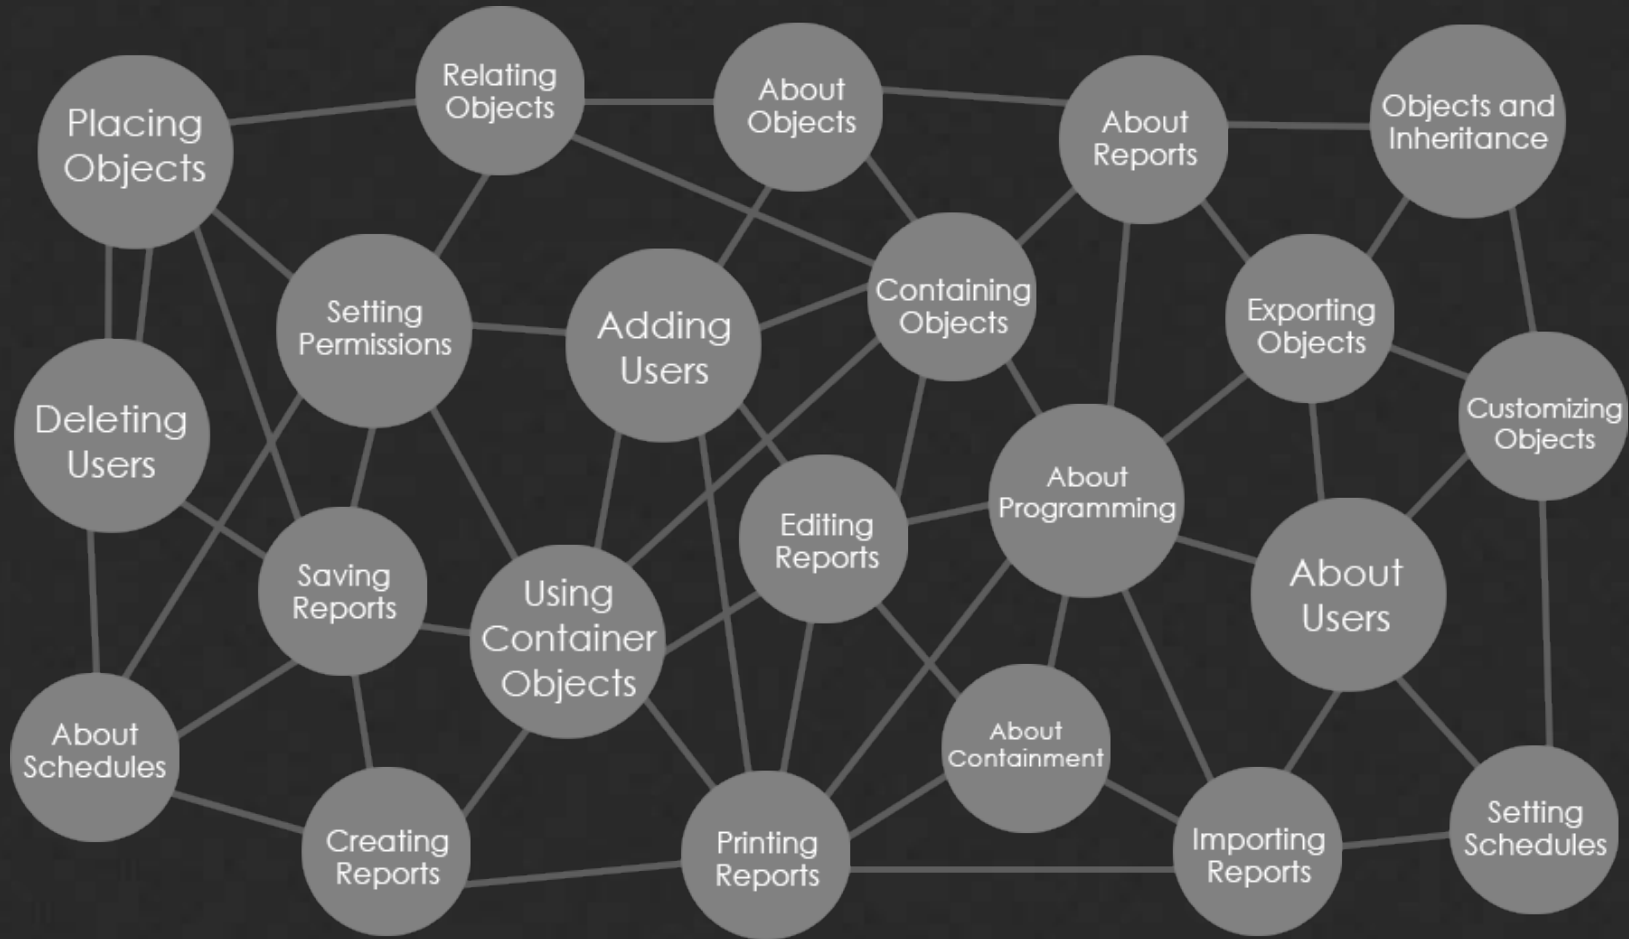 Placing
Objects
Relating
Objects
About
Objects
About
Reports
Objects and
Inheritance
Setting
Permissions
Adding
Users
Containing
Objects
Exporting
Objects
Deleting
Users
Customizing
Objects
Saving
Reports
Using
Container
Objects
Editing
Reports
About
Programming
About
Users
About
Schedules
Creating
Reports
Printing
Reports
About
Containment
Importing
Reports
Setting
Schedules